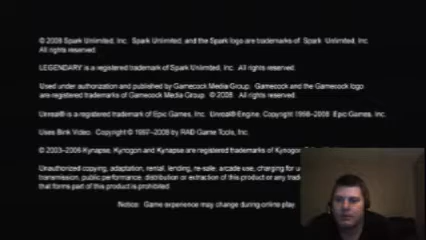 © 2008 Spark Unlimited, Inc. Spark Unlimited, and the Spark logo are trademarks of Spark Unlimited, Inc.
All rights reserved.
LEGENDARY is a registered trademark of Spark Unlimited, Inc. All rights reserved.
Used under authorization and published by Gamecock Media Group. Gamecock and the Gamecock logo
are registered trademarks of Gamecock Media Group. © 2008. All rights reserved.
Unreal® is a registered trademark of Epic Games, Inc. Unreal® Engine, Copyright 1998-2008 Epic Games, Inc.
Uses Bink Video. Copyright © 1997-2008 by RAD Game Tools, Inc.
Kynapse, Kynogon and Kynapse are registered trademarks of
Unauthorized copying, adaptation, rental, lending, re-sale, arcade use, charging for
transmission, public performance, distribution or extraction of this product or any
that forms part of this product is prohibited
Notice: Game experience may change during online play